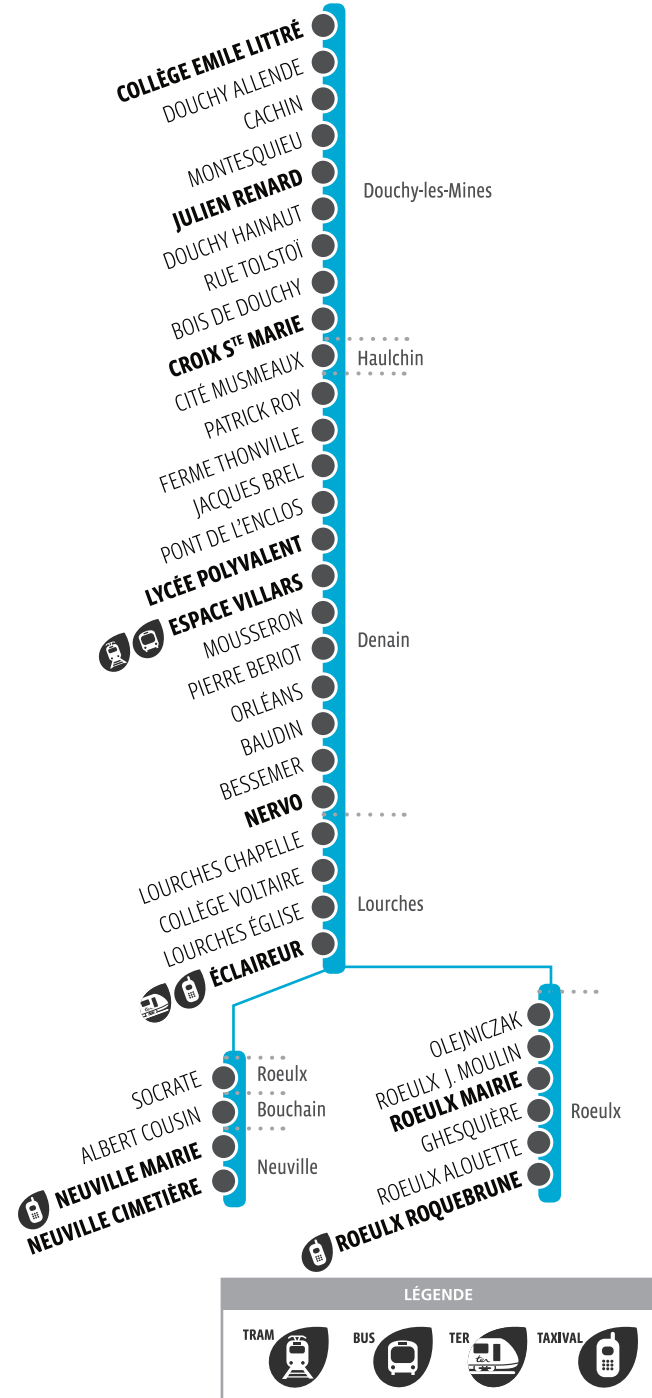 COLLÈGE EMILE LITTRÉ
DOUCHY ALLENDE
CACHIN
MONTESQUIEU
JULIEN RENARD
Douchy-les-Mines
DOUCHY HAINAUT
RUE TOLSTOÏ
BOIS DE DOUCHY
CROIX STE MARIE
Haulchin
CITÉ MUSMEAUX
PATRICK ROY
FERME THONVILLE
JACQUES BREL
PONT DE L'ENCLOS
LYCÉE POLYVALENT
ESPACE VILLARS
Denain
MOUSSERON
PIERRE BERIOT
ORLÉANS
BAUDIN
BESSEMER
NERVO
LOURCHES CHAPELLE
COLLÈGE VOLTAIRE
Lourches
LOURCHES ÉGLISE
ter
ÉCLAIREUR
SOCRATE
Roeulx
ALBERT COUSIN
Bouchain
NEUVILLE MAIRIE
Neuville
NEUVILLE CIMETIÈRE
OLEJNICZAK
ROEULX J. MOULIN
ROEULX MAIRIE
Roeulx
GHESQUIÈRE
ROEULX ALOUETTE
ROEULX ROQUEBRUNE
LÉGENDE
TRAM
BUS
TER
ter
TAXIVAL